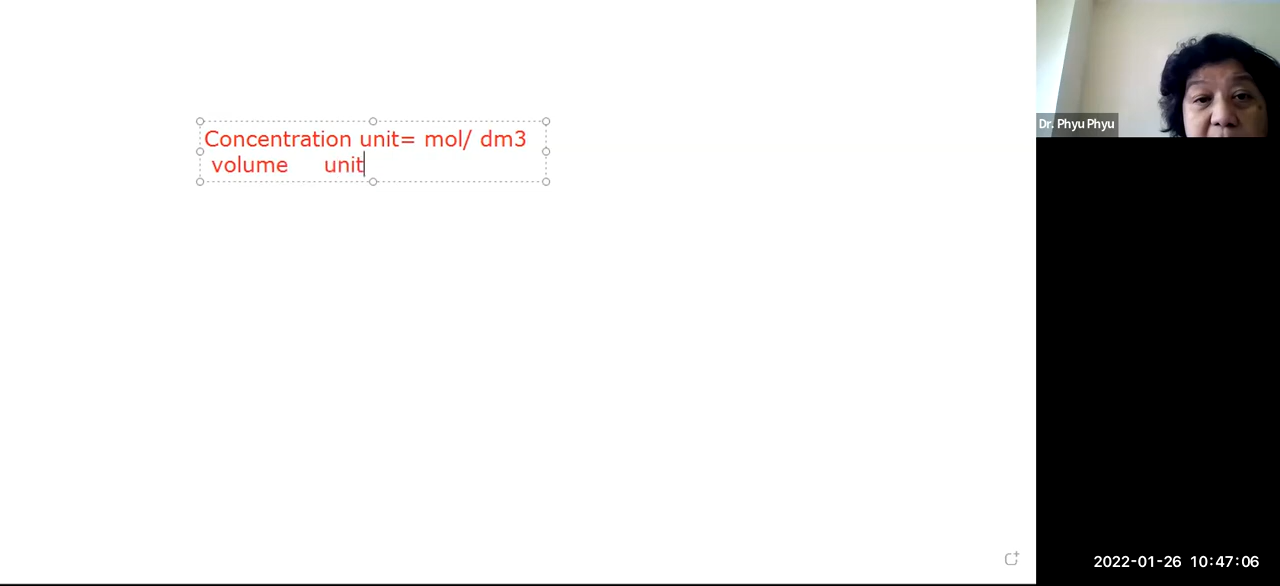 Concentration unit= mol/ dm3
volume unit
Dr. Phyu Phyu
2022-01-26 10:47:06